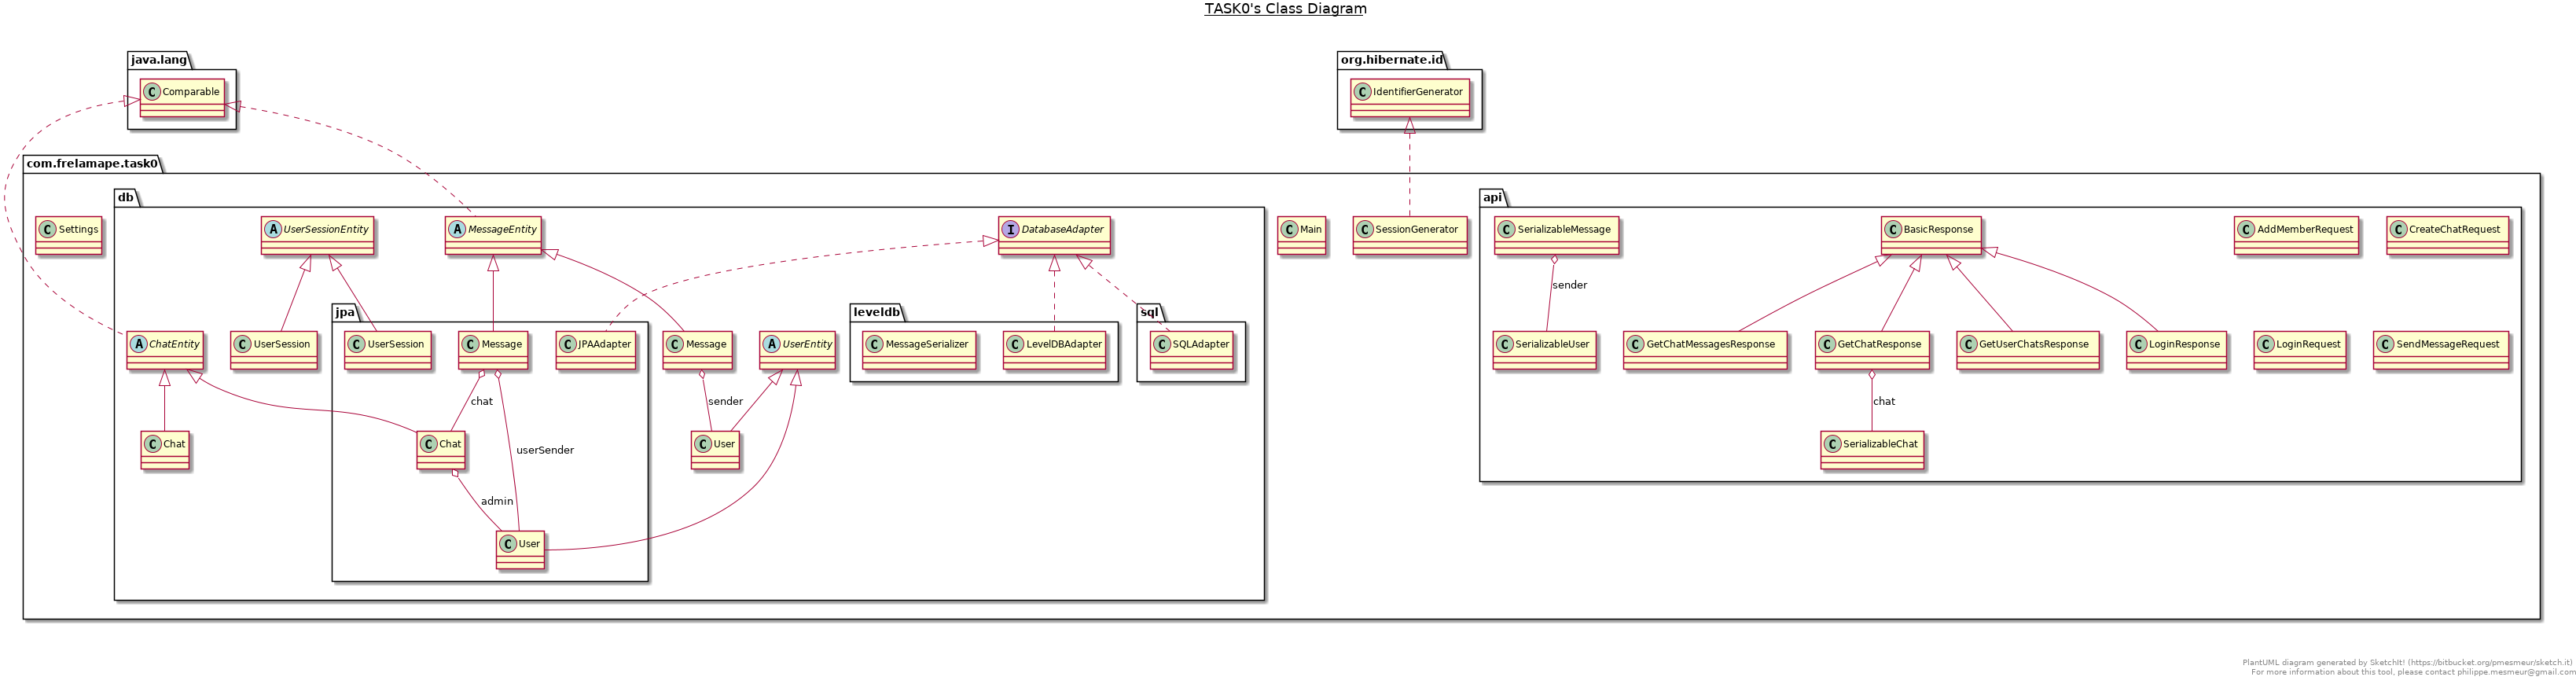 TASK0's Class Diagram
java.lang
C Comparable
org.hibernate.id
C IdentifierGenerator
com.frelamape.task0
db
api
C Settings
A UserSessionEntity
A MessageEntity
I DatabaseAdapter
C Main
C SessionGenerator
C SerializableMessage
C BasicResponse
C AddMemberRequest
C CreateChatRequest
sender
jpa
leveldb
sql
A ChatEntity
C UserSession
C UserSession
C Message
C JPAAdapter
C Message
A UserEntity
C MessageSerializer
C LevelDBAdapter
C SQLAdapter
C SerializableUser
C GetChatMessagesResponse
C GetChatResponse
C GetUserChatsResponse
C LoginResponse
C LoginRequest
C SendMessageRequest
chat
sender
chat
C Chat
C Chat
userSender
C User
C SerializableChat
admin
C User
PlantUML diagram generated by SketchIt! (https://bitbucket.org/pmesmeur/sketch.it)
For more information about this tool, please contact philippe.mesmeur@gmail.com